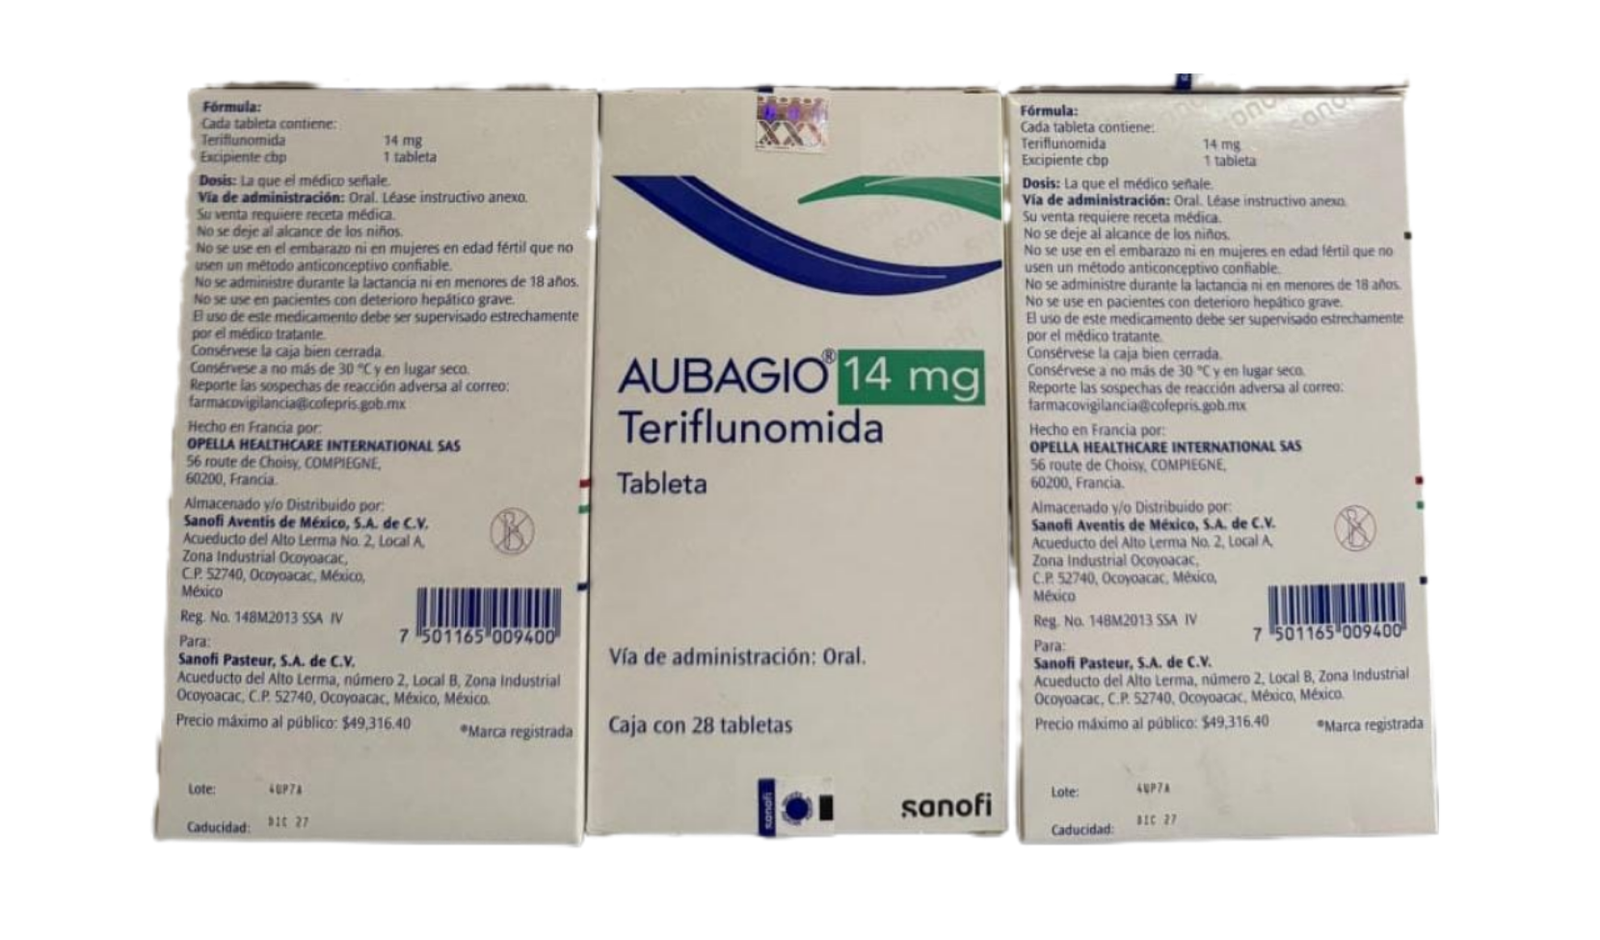 Fórmula:
Cada tableta contiene:
Teriflunomida 14 mg
Excipiente cbp 1 tableta
Dosis: La que el médico señale.
Vía de administración: Oral. Léase instructivo anexo.
Su venta requiere receta médica.
No se deje al alcance de los niños.
No se use en el embarazo ni en mujeres en edad fértil que no
usen un método anticonceptivo confiable.
No se administre durante la lactancia ni en menores de 18 años.
No se use en pacientes con deterioro hepático grave.
El uso de este medicamento debe ser supervisado estrechamente
por el médico tratante.
Consérvese la caja bien cerrada.
Consérvese a no más de 30 °C y en lugar seco.
Reporte las sospechas de reacción adversa al correo:
farmacovigilancia@cofepris.gob.mx
Hecho en Francia por:
OPELLA HEALTHCARE INTERNATIONAL SAS
56 route de Choisy, COMPIEGNE,
60200, Francia.
Almacenado y/o Distribuido por:
Sanofi Aventis de México, S.A. de C.V.
Acueducto del Alto Lerma No. 2, Local A,
Zona Industrial Ocoyoacac,
C.P. 52740, Ocoyoacac, México,
México
Reg. No. 148M2013 SSA IV
7 501165 009400
Para:
Sanofi Pasteur, S.A. de C.V.
Acueducto del Alto Lerma, número 2, Local B, Zona Industrial
Ocoyoacac, C.P. 52740, Ocoyoacac, México, México.
Precio máximo al público: $49,316.40
®Marca registrada
Lote: 4UP7A
Caducidad: DIC 27
AUBAGIO® 14 mg
Teriflunomida
Tableta
Vía de administración: Oral.
Caja con 28 tabletas
sanofi
sanofi
Fórmula:
Cada tableta contiene:
Teriflunomida 14 mg
Excipiente cbp 1 tableta
Dosis: La que el médico señale.
Vía de administración: Oral. Léase instructivo anexo.
Su venta requiere receta médica.
No se deje al alcance de los niños.
No se use en el embarazo ni en mujeres en edad fértil que no
usen un método anticonceptivo confiable.
No se administre durante la lactancia ni en menores de 18 años.
No se use en pacientes con deterioro hepático grave.
El uso de este medicamento debe ser supervisado estrechamente
por el médico tratante.
Consérvese la caja bien cerrada.
Consérvese a no más de 30 °C y en lugar seco.
Reporte las sospechas de reacción adversa al correo:
farmacovigilancia@cofepris.gob.mx
Hecho en Francia por:
OPELLA HEALTHCARE INTERNATIONAL SAS
56 route de Choisy, COMPIEGNE,
60200, Francia.
Almacenado y/o Distribuido por:
Sanofi Aventis de México, S.A. de C.V.
Acueducto del Alto Lerma No. 2, Local A,
Zona Industrial Ocoyoacac,
C.P. 52740, Ocoyoacac, México,
México
Reg. No. 148M2013 SSA IV
7 501165 009400
Para:
Sanofi Pasteur, S.A. de C.V.
Acueducto del Alto Lerma, número 2, Local B, Zona Industrial
Ocoyoacac, C.P. 52740, Ocoyoacac, México, México.
Precio máximo al público: $49,316.40
®Marca registrada
Lote: 4UP7A
Caducidad: DIC 27